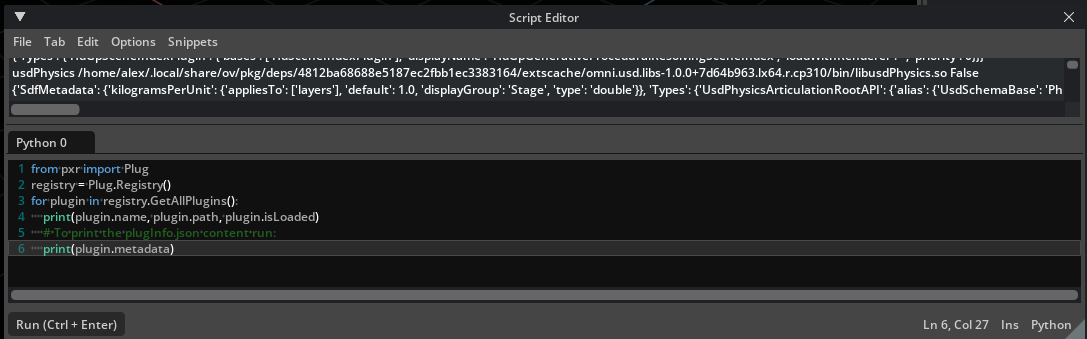 Script Editor
File Tab Edit Options Snippets
usdPhysics /home/alex/.local/share/ov/pkg/deps/4812ba68688e5187ec2fbb1ec3383164/extscache/omni.usd.libs-1.0.0+7d64b963.lx64.r.cp310/bin/libusdPhysics.so False
{'SdfMetadata': {'kilogramsPerUnit': {'appliesTo': ['layers'], 'default': 1.0, 'displayGroup': 'Stage', 'type': 'double'}}, 'Types': {'UsdPhysicsArticulationRootAPI': {'alias': {'UsdSchemaBase': 'Ph
Python 0
1 from pxr import Plug
2 registry = Plug.Registry()
3 for plugin in registry.GetAllPlugins():
4 print(plugin.name, plugin.path, plugin.isLoaded)
5 # To print the plugInfo.json content run:
6 print(plugin.metadata)
Run (Ctrl + Enter)
Ln 6, Col 27 Ins Python